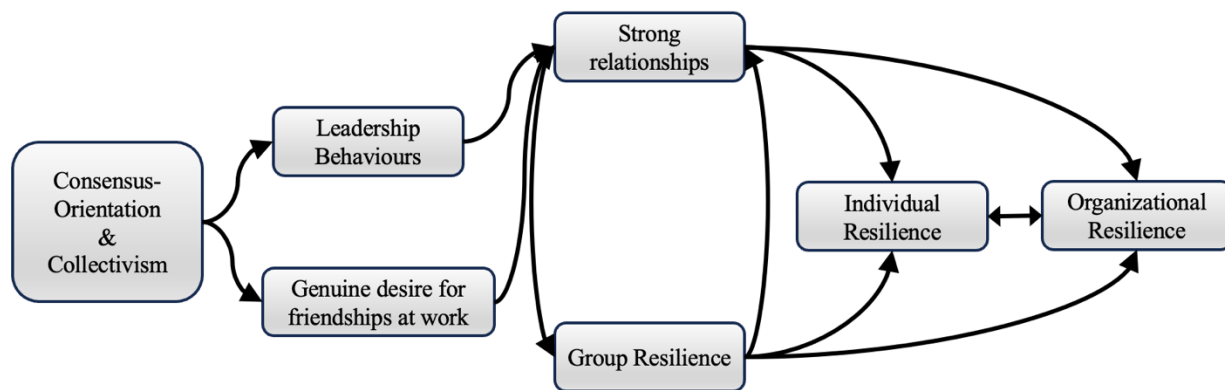 Consensus-
Orientation
&
Collectivism
Leadership
Behaviours
Genuine desire for
friendships at work
Strong
relationships
Group Resilience
Individual
Resilience
Organizational
Resilience